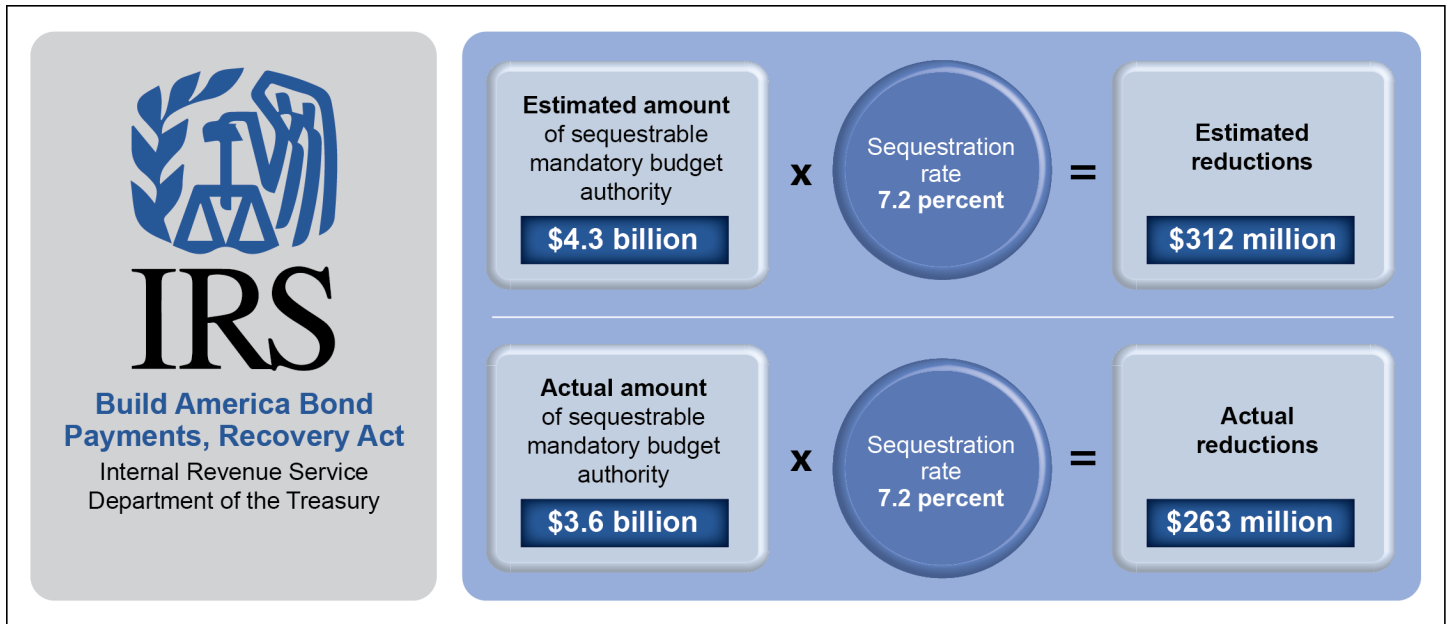 IRS
Build America Bond
Payments, Recovery Act
Internal Revenue Service
Department of the Treasury
Estimated amount
of sequestrable
mandatory budget
authority
$4.3 billion
x
Sequestration
rate
7.2 percent
=
Estimated
reductions
$312 million
Actual amount
of sequestrable
mandatory budget
authority
$3.6 billion
x
Sequestration
rate
7.2 percent
=
Actual
reductions
$263 million